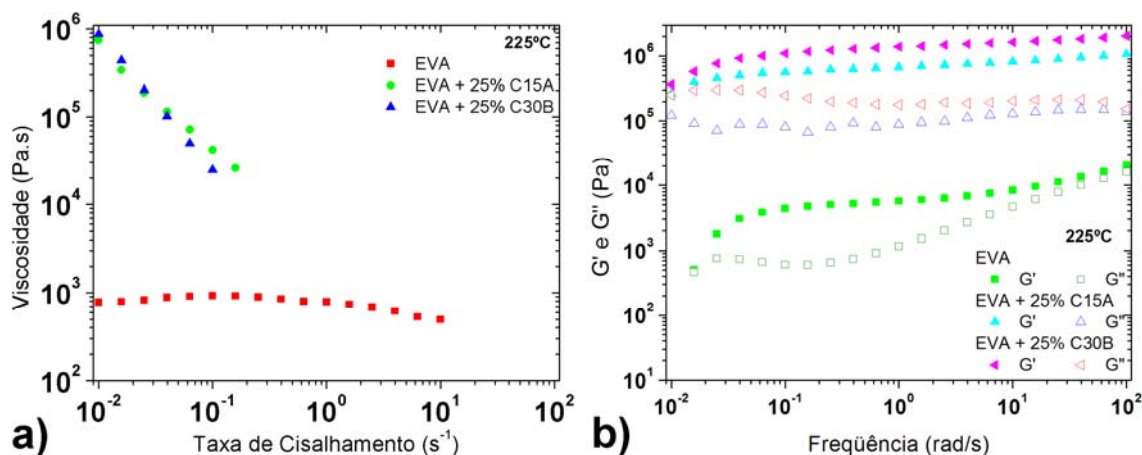 10⁶
10⁵
10⁴
10³
10²
Viscosidade (Pa.s)
225ºC
EVA
EVA + 25% C15A
EVA + 25% C30B
10⁻²
10⁻¹
10⁰
10¹
10²
Taxa de Cisalhamento (s⁻¹)
a)
10⁶
10⁵
10⁴
10³
10²
10¹
G' e G'' (Pa)
225ºC
EVA
G' G''
EVA + 25% C15A
G' G''
EVA + 25% C30B
G' G''
10⁻²
10⁻¹
10⁰
10¹
10²
Freqüência (rad/s)
b)